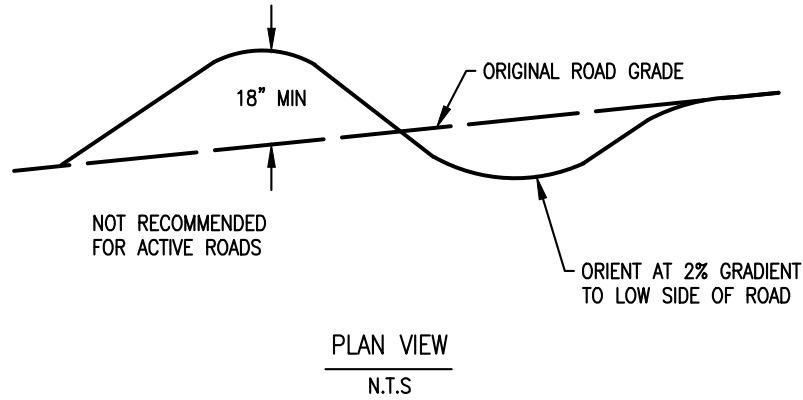 ORIGINAL ROAD GRADE
18” MIN
NOT RECOMMENDED
FOR ACTIVE ROADS
ORIENT AT 2% GRADIENT
TO LOW SIDE OF ROAD
PLAN VIEW
N.T.S